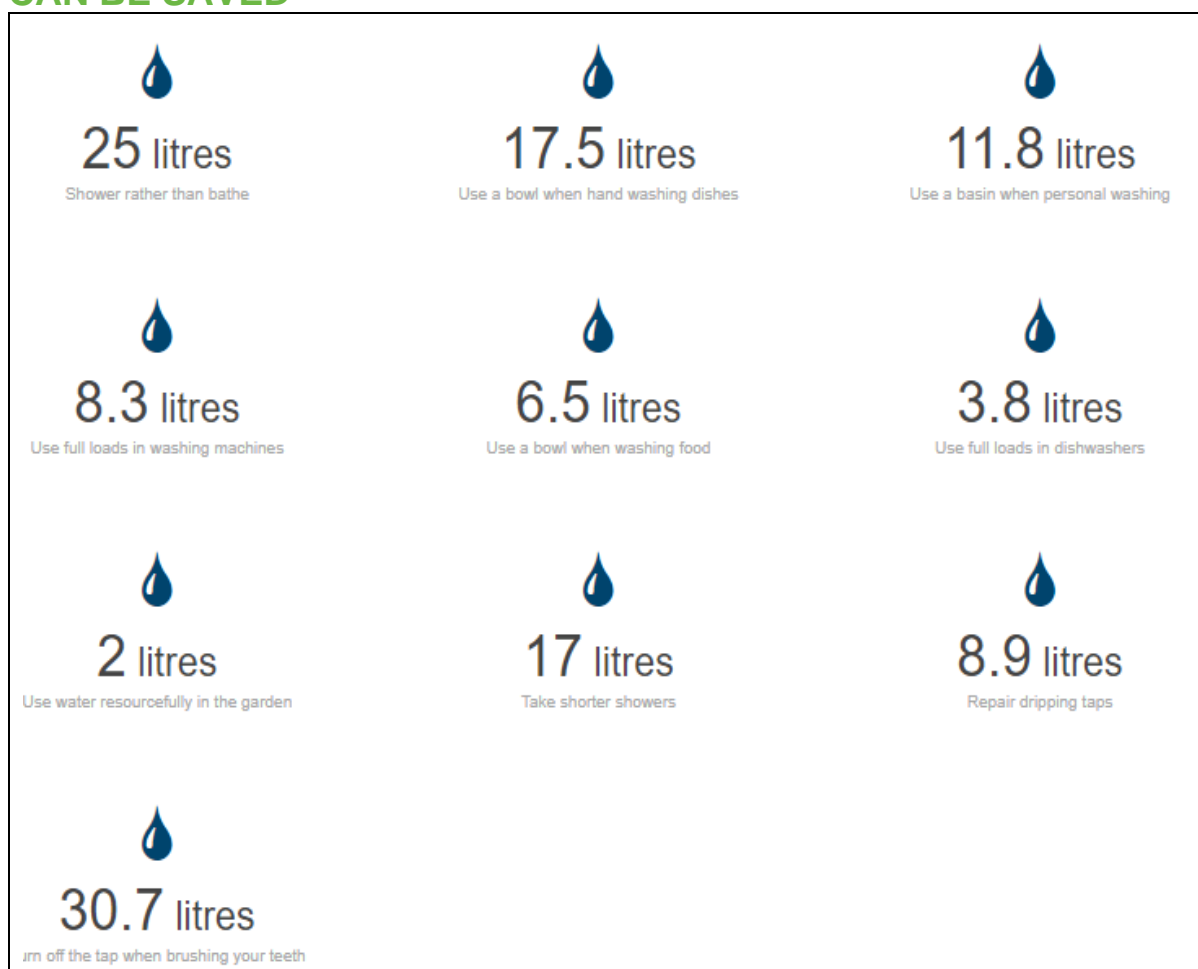 CAN BE SAVED
25 litres
Shower rather than bathe
17.5 litres
Use a bowl when hand washing dishes
11.8 litres
Use a basin when personal washing
8.3 litres
Use full loads in washing machines
6.5 litres
Use a bowl when washing food
3.8 litres
Use full loads in dishwashers
2 litres
Use water resourcefully in the garden
17 litres
Take shorter showers
8.9 litres
Repair dripping taps
30.7 litres
urn off the tap when brushing your teeth